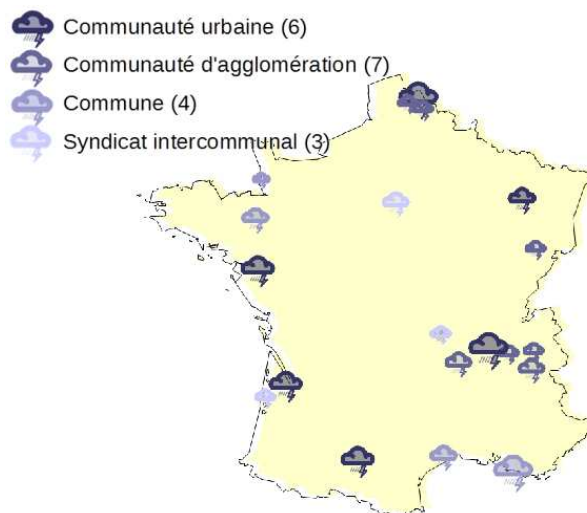 Communauté urbaine (6)
Communauté d'agglomération (7)
Commune (4)
Syndicat intercommunal (3)